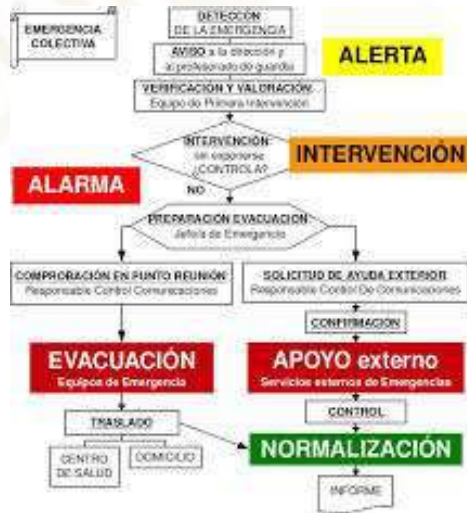 EMERGENCIA
COLECTIVA
DETECCIÓN
DE LA EMERGENCIA
AVISO a la dirección y
al profesorado de guardia
ALERTA
VERIFICACIÓN Y VALORACIÓN
Equipo de Primera Intervención
INTERVENCIÓN
sin exponerse
¿CONTROLA?
INTERVENCIÓN
ALARMA
NO
PREPARACIÓN EVACUACION
Jefe/a de Emergencia
COMPROBACIÓN EN PUNTO REUNIÓN
Responsable Control Comunicaciones
SOLICITUD DE AYUDA EXTERIOR
Responsable Control De Comunicaciones
CONFIRMACIÓN
EVACUACIÓN
Equipos de Emergencia
APOYO externo
Servicios externos de Emergencias
TRASLADO
CONTROL
CENTRO
DE SALUD
DOMICILIO
NORMALIZACIÓN
INFORME